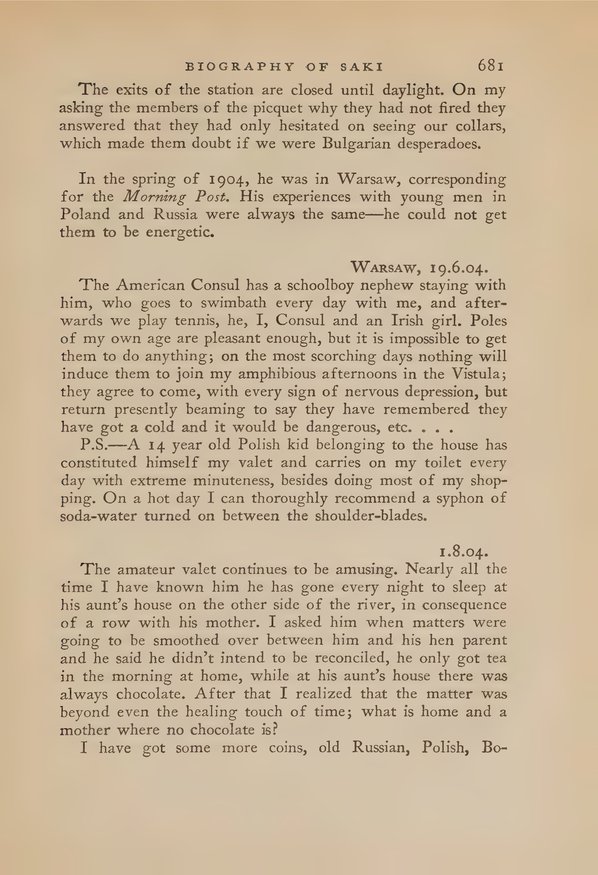 BIOGRAPHY OF SAKI 681
The exits of the station are closed until daylight. On my
asking the members of the picquet why they had not fired they
answered that they had only hesitated on seeing our collars,
which made them doubt if we were Bulgarian desperadoes.
In the spring of 1904, he was in Warsaw, corresponding
for the Morning Post. His experiences with young men in
Poland and Russia were always the same—he could not get
them to be energetic.
WARSAW, 19.6.04.
The American Consul has a schoolboy nephew staying with
him, who goes to swimbath every day with me, and after-
wards we play tennis, he, I, Consul and an Irish girl. Poles
of my own age are pleasant enough, but it is impossible to get
them to do anything; on the most scorching days nothing will
induce them to join my amphibious afternoons in the Vistula;
they agree to come, with every sign of nervous depression, but
return presently beaming to say they have remembered they
have got a cold and it would be dangerous, etc. . . .
P.S.—A 14 year old Polish kid belonging to the house has
constituted himself my valet and carries on my toilet every
day with extreme minuteness, besides doing most of my shop-
ping. On a hot day I can thoroughly recommend a syphon of
soda-water turned on between the shoulder-blades.
1.8.04.
The amateur valet continues to be amusing. Nearly all the
time I have known him he has gone every night to sleep at
his aunt's house on the other side of the river, in consequence
of a row with his mother. I asked him when matters were
going to be smoothed over between him and his hen parent
and he said he didn't intend to be reconciled, he only got tea
in the morning at home, while at his aunt's house there was
always chocolate. After that I realized that the matter was
beyond even the healing touch of time; what is home and a
mother where no chocolate is?
I have got some more coins, old Russian, Polish, Bo-